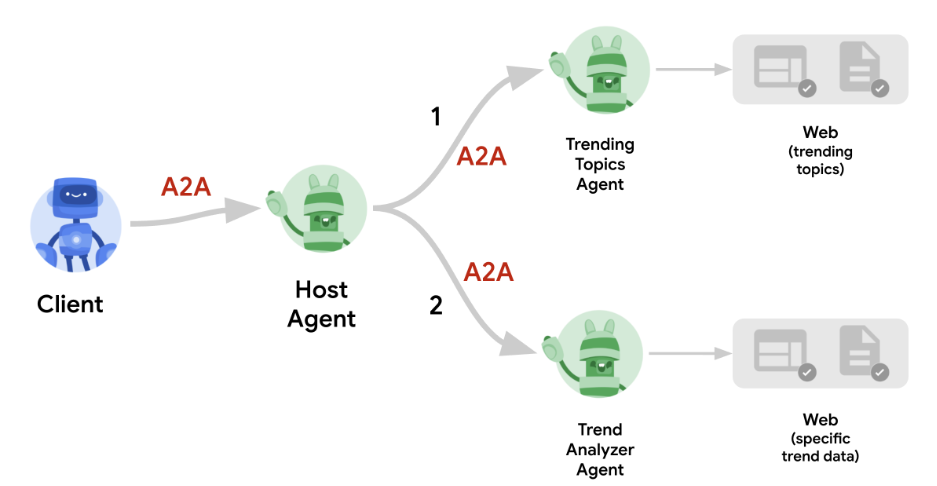 A2A
Client
Host
Agent
1
A2A
Trending
Topics
Agent
Web
(trending
topics)
A2A
2
Trend
Analyzer
Agent
Web
(specific
trend data)